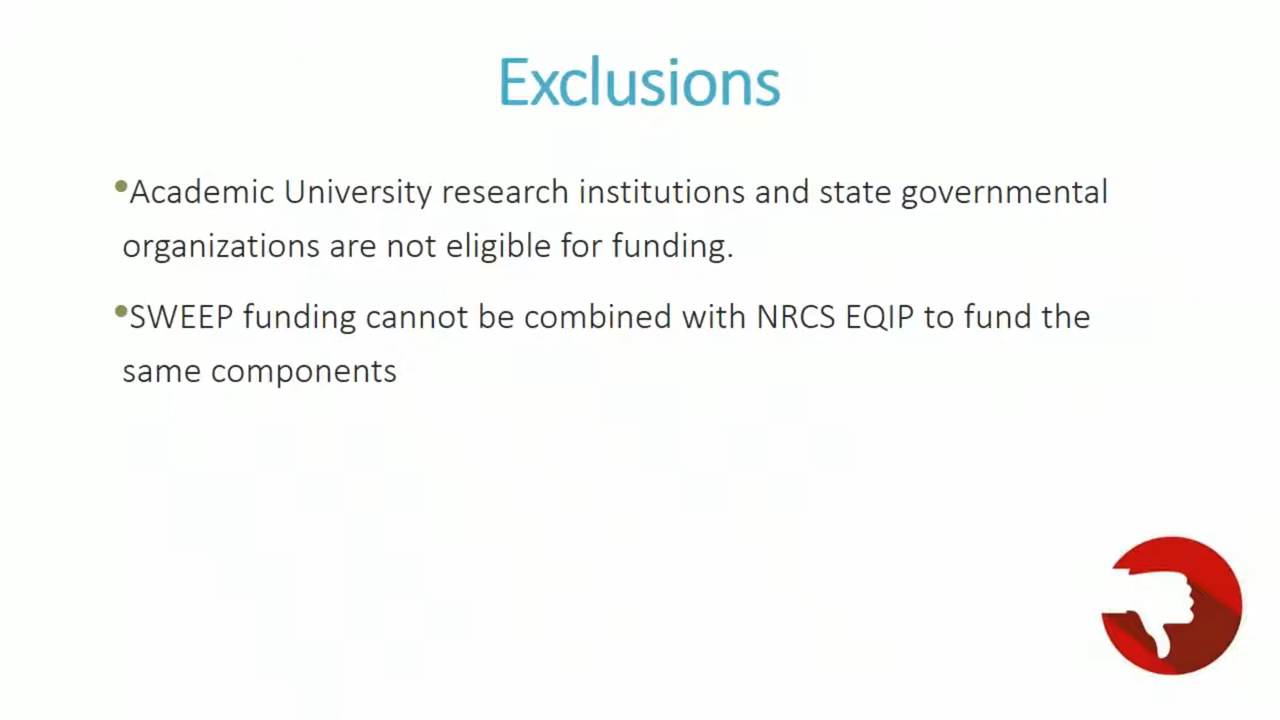 Exclusions
•Academic University research institutions and state governmental
organizations are not eligible for funding.
•SWEEP funding cannot be combined with NRCS EQIP to fund the
same components